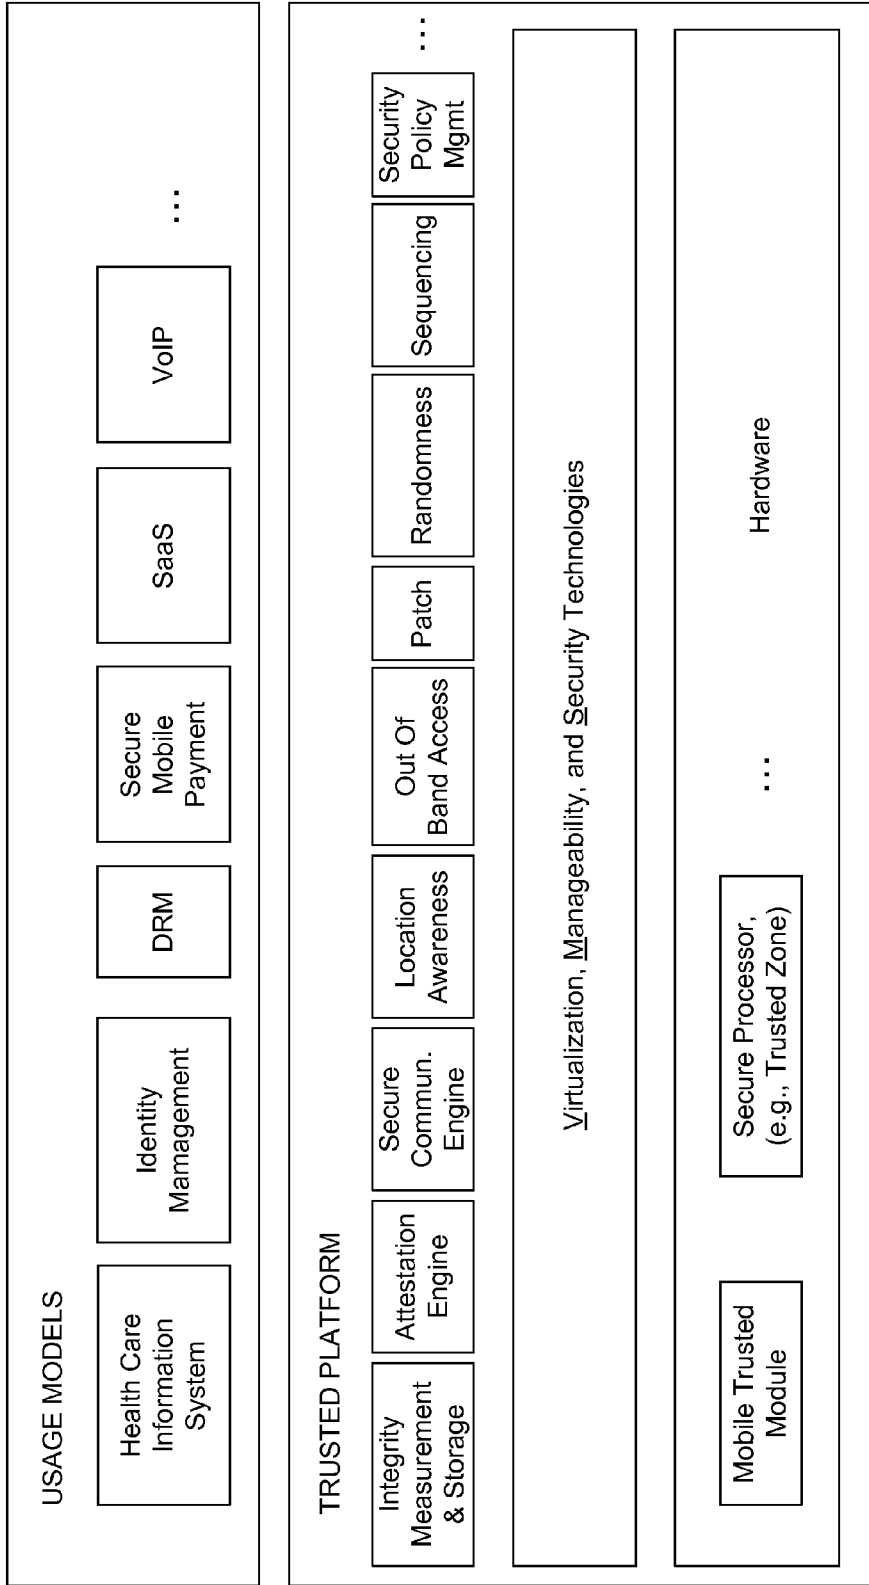 USAGE MODELS
Health Care
Information
System
Identity
Mamagement
DRM
Secure
Mobile
Payment
SaaS
VoIP
...
TRUSTED PLATFORM
Integrity
Measurement
& Storage
Attestation
Engine
Secure
Commun.
Engine
Location
Awareness
Out Of
Band Access
Patch
Randomness
Sequencing
Security
Policy
Mgmt
...
Virtualization, Manageability, and Security Technologies
Mobile Trusted
Module
Secure Processor,
(e.g., Trusted Zone)
...
Hardware